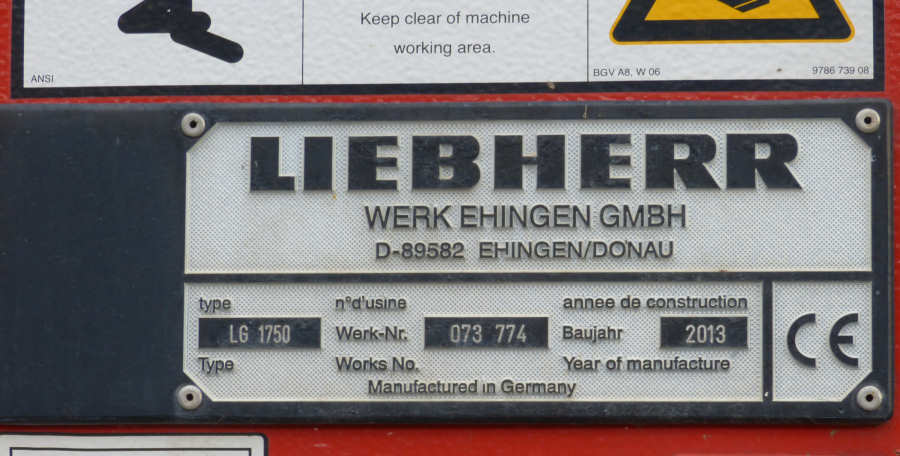 Keep clear of machine
working area.
ANSI
BGV A8, W 06
9786 739 08
LIEBHERR
WERK EHINGEN GMBH
D-89582 EHINGEN/DONAU
type n°d'usine annee de construction
LG 1750 Werk-Nr. 073 774 Baujahr 2013
Type Works No. Year of manufacture
Manufactured in Germany
CE